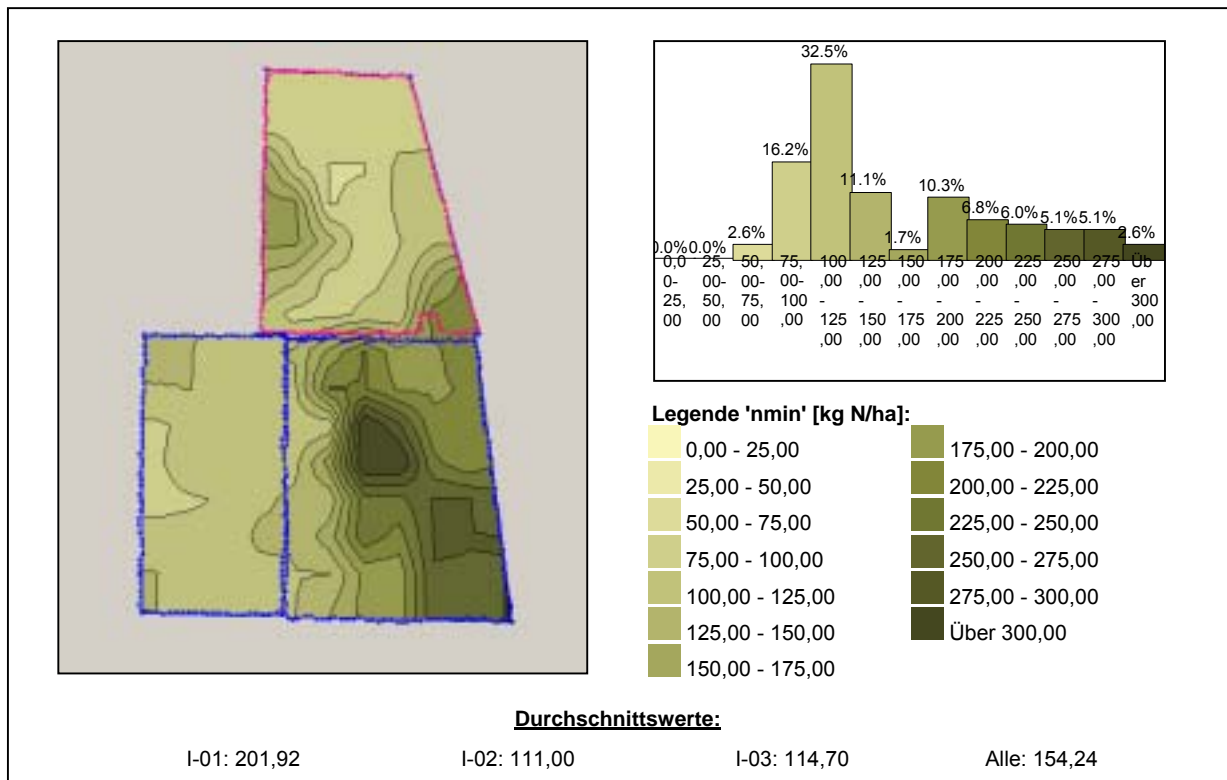 32.5%
16.2%
11.1%
10.3%
6.8%
6.0%
5.1%
5.1%
2.6%
1.7%
2.6%
0.0%
0.0%
0,0 25, 50, 75, 100 125 150 175 200 225 250 275 Üb
0- 00- 00- 00- ,00 ,00 ,00 ,00 ,00 ,00 ,00 ,00 er
25, 50, 75, 100 - - - - - - - - 300
00 00 00 ,00 125 150 175 200 225 250 275 300 ,00
,00 ,00 ,00 ,00 ,00 ,00 ,00 ,00
Legende 'nmin' [kg N/ha]:
0,00 - 25,00
25,00 - 50,00
50,00 - 75,00
75,00 - 100,00
100,00 - 125,00
125,00 - 150,00
150,00 - 175,00
175,00 - 200,00
200,00 - 225,00
225,00 - 250,00
250,00 - 275,00
275,00 - 300,00
Über 300,00
Durchschnittswerte:
I-01: 201,92 I-02: 111,00 I-03: 114,70 Alle: 154,24